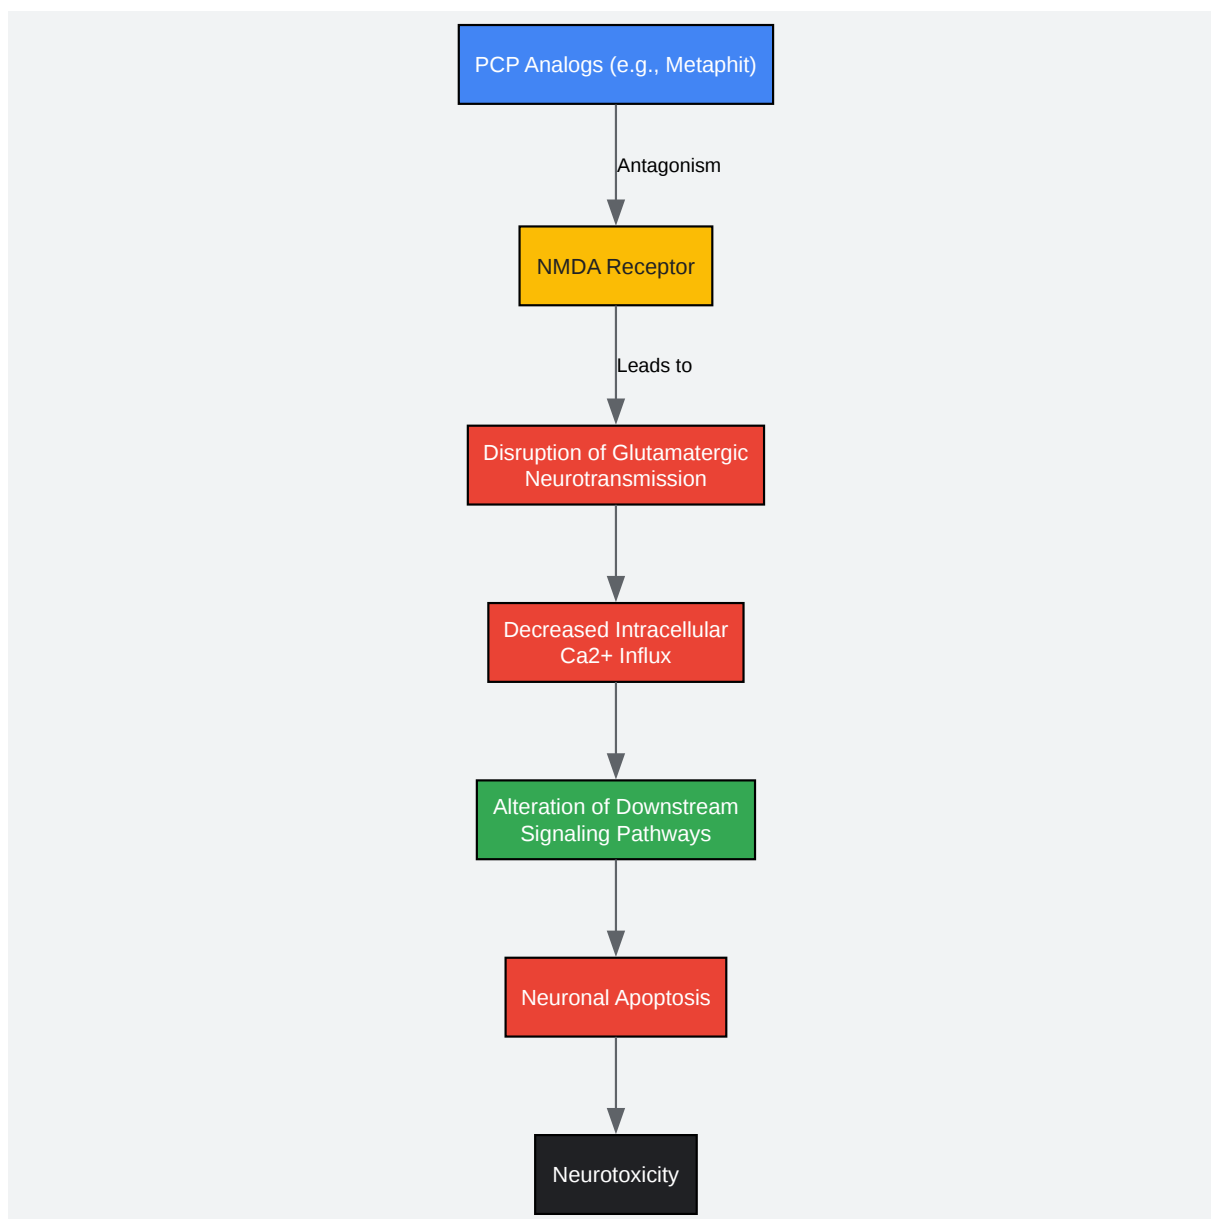 PCP Analogs (e.g., Metaphit)
Antagonism
NMDA Receptor
Leads to
Disruption of Glutamatergic
Neurotransmission
Decreased Intracellular
Ca2+ Influx
Alteration of Downstream
Signaling Pathways
Neuronal Apoptosis
Neurotoxicity